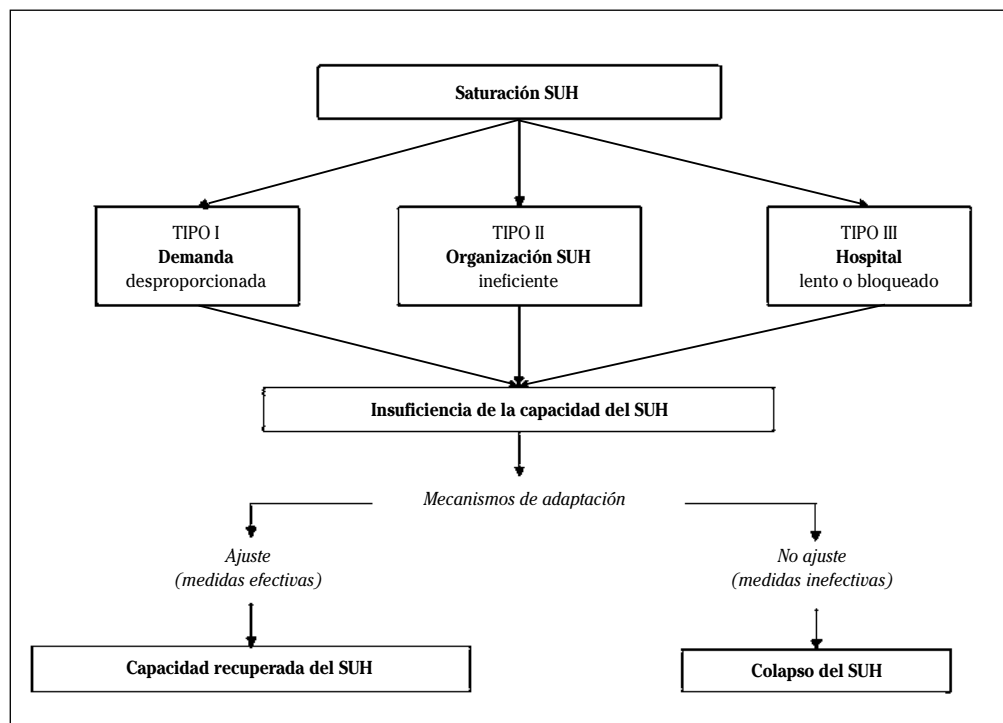 Saturación SUH
TIPO I
Demanda
desproporcionada
TIPO II
Organización SUH
ineficiente
TIPO III
Hospital
lento o bloqueado
Insuficiencia de la capacidad del SUH
Mecanismos de adaptación
Ajuste
(medidas efectivas)
No ajuste
(medidas inefectivas)
Capacidad recuperada del SUH
Colapso del SUH